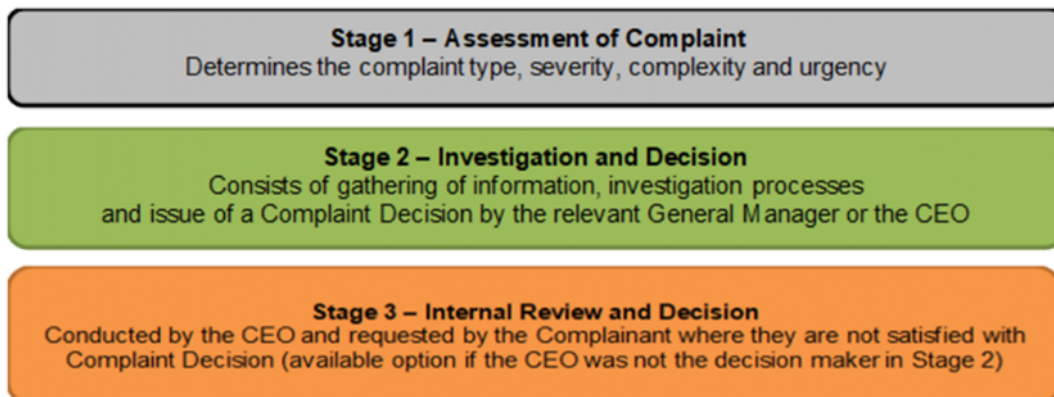 Stage 1 – Assessment of Complaint
Determines the complaint type, severity, complexity and urgency
Stage 2 – Investigation and Decision
Consists of gathering of information, investigation processes
and issue of a Complaint Decision by the relevant General Manager or the CEO
Stage 3 – Internal Review and Decision
Conducted by the CEO and requested by the Complainant where they are not satisfied with
Complaint Decision (available option if the CEO was not the decision maker in Stage 2)